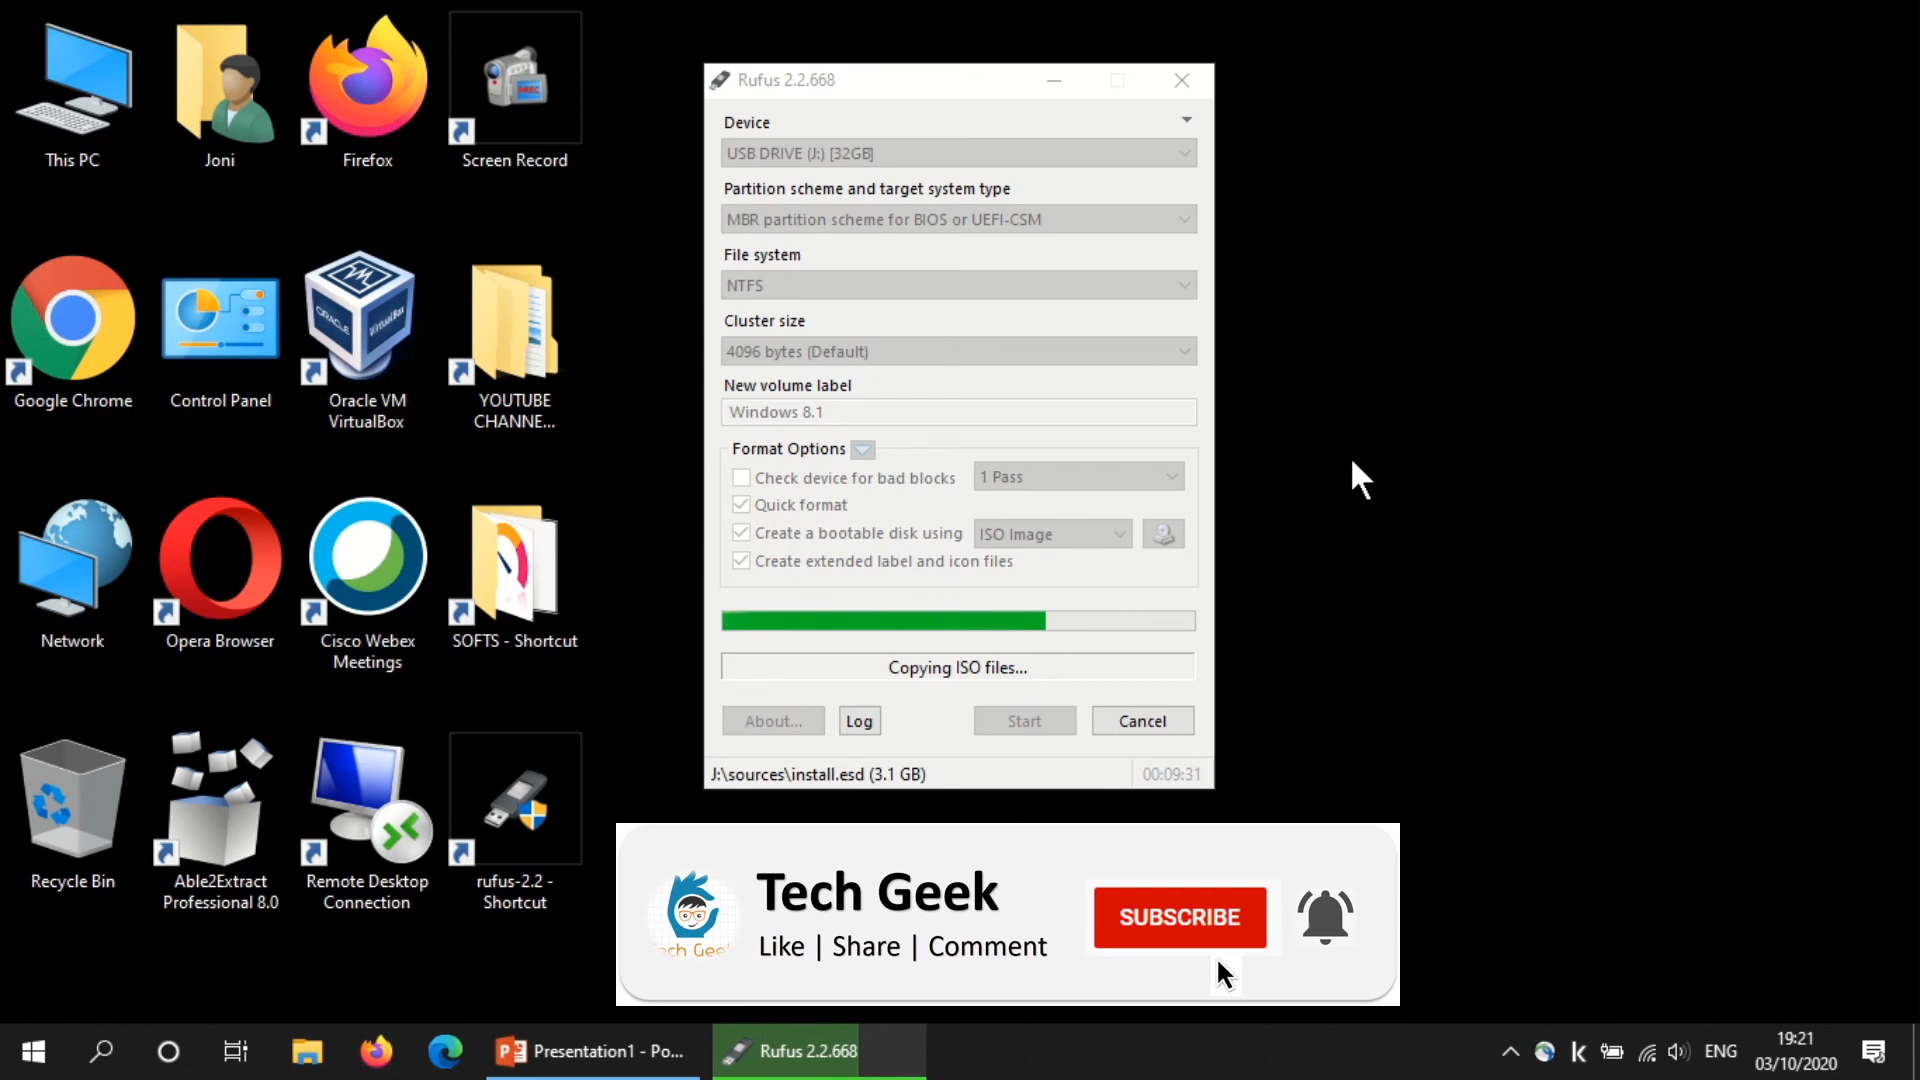 This PC
Joni
Firefox
Screen Record
REC
Google Chrome
Control Panel
Oracle VM
VirtualBox
ORACLE
VirtualBox
YOUTUBE
CHANNE...
Network
Opera Browser
Cisco Webex
Meetings
SOFTS - Shortcut
Recycle Bin
Able2Extract
Professional 8.0
Remote Desktop
Connection
rufus-2.2 -
Shortcut
Rufus 2.2.668
Device
USB DRIVE (J:) [32GB]
Partition scheme and target system type
MBR partition scheme for BIOS or UEFI-CSM
File system
NTFS
Cluster size
4096 bytes (Default)
New volume label
Windows 8.1
Format Options
Check device for bad blocks
1 Pass
Quick format
Create a bootable disk using
ISO Image
Create extended label and icon files
Copying ISO files...
About...
Log
Start
Cancel
J:\sources\install.esd (3.1 GB)
00:09:31
Tech Geek
Like | Share | Comment
SUBSCRIBE
Presentation1 - Po...
Rufus 2.2.668
ENG
19:21
03/10/2020